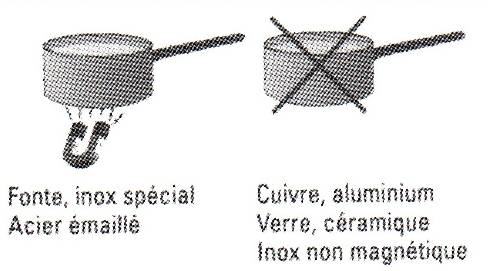 Fonte, inox spécial
Acier émaillé
Cuivre, aluminium
Verre, céramique
Inox non magnétique